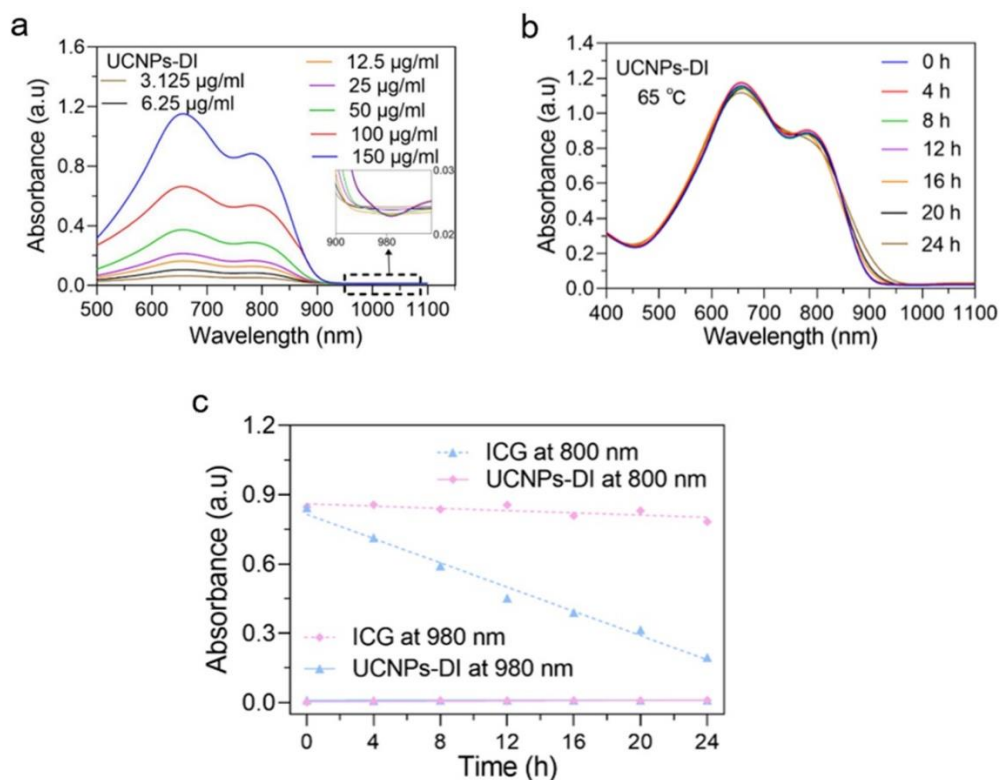 a
UCNPs-DI
3.125 µg/ml
6.25 µg/ml
12.5 µg/ml
25 µg/ml
50 µg/ml
100 µg/ml
150 µg/ml
Absorbance (a.u)
1.6
1.2
0.8
0.4
0.0
0.03
0.02
900 980
500 600 700 800 900 1000 1100
Wavelength (nm)
b
UCNPs-DI
65 °C
0 h
4 h
8 h
12 h
16 h
20 h
24 h
Absorbance (a.u)
1.4
1.2
1.0
0.8
0.6
0.4
0.2
0.0
400 500 600 700 800 900 1000 1100
Wavelength (nm)
c
ICG at 800 nm
UCNPs-DI at 800 nm
ICG at 980 nm
UCNPs-DI at 980 nm
Absorbance (a.u)
1.2
0.9
0.6
0.3
0.0
0 4 8 12 16 20 24
Time (h)